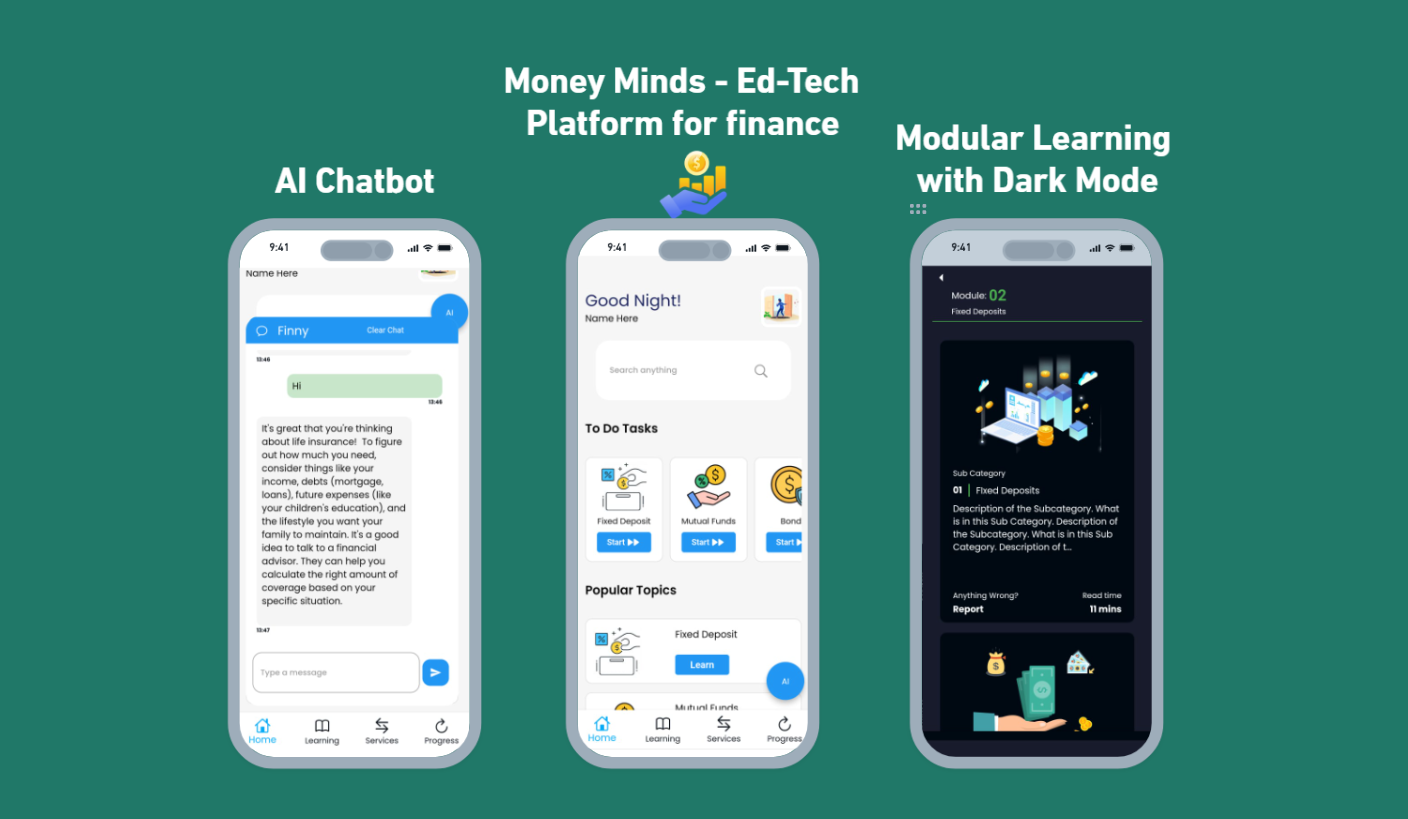 AI Chatbot
9:41
Name Here
AI
Finny
Clear Chat
13:46
Hi
13:46
It's great that you're thinking
about life insurance! To figure
out how much you need,
consider things like your
income, debts (mortgage,
loans), future expenses (like
your children's education), and
the lifestyle you want your
family to maintain. It's a good
idea to talk to a financial
advisor. They can help you
calculate the right amount of
coverage based on your
specific situation.
13:47
Type a message
Home Learning Services Progress
Money Minds - Ed-Tech
Platform for finance
9:41
Good Night!
Name Here
Search anything
To Do Tasks
Fixed Deposit Mutual Funds Bond
Start Start Start
Popular Topics
Fixed Deposit
Learn
AI
Mutual Funds
Home Learning Services Progress
Modular Learning
with Dark Mode
9:41
Module: 02
Fixed Deposits
Sub Category
01 | Fixed Deposits
Description of the Subcategory. What
is in this Sub Category. Description of
the Subcategory. What is in this Sub
Category. Description of t...
Anything Wrong? Read time
Report 11 mins